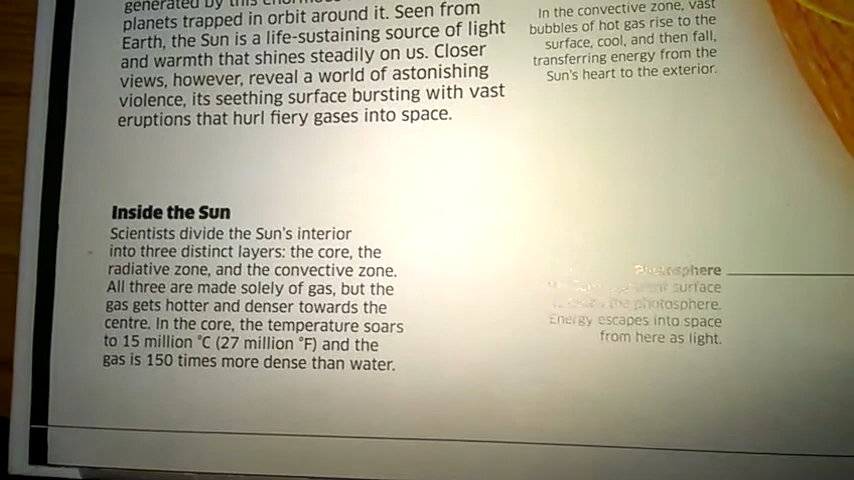 generated by this
planets trapped in orbit around it. Seen from
Earth, the Sun is a life-sustaining source of light
and warmth that shines steadily on us. Closer
views, however, reveal a world of astonishing
violence, its seething surface bursting with vast
eruptions that hurl fiery gases into space.
In the convective zone, vast
bubbles of hot gas rise to the
surface, cool, and then fall,
transferring energy from the
Sun's heart to the exterior.
Inside the Sun
Scientists divide the Sun's interior
into three distinct layers: the core, the
radiative zone, and the convective zone.
All three are made solely of gas, but the
gas gets hotter and denser towards the
centre. In the core, the temperature soars
to 15 million °C (27 million °F) and the
gas is 150 times more dense than water.
Photosphere
surface
the photosphere.
Energy escapes into space
from here as light.